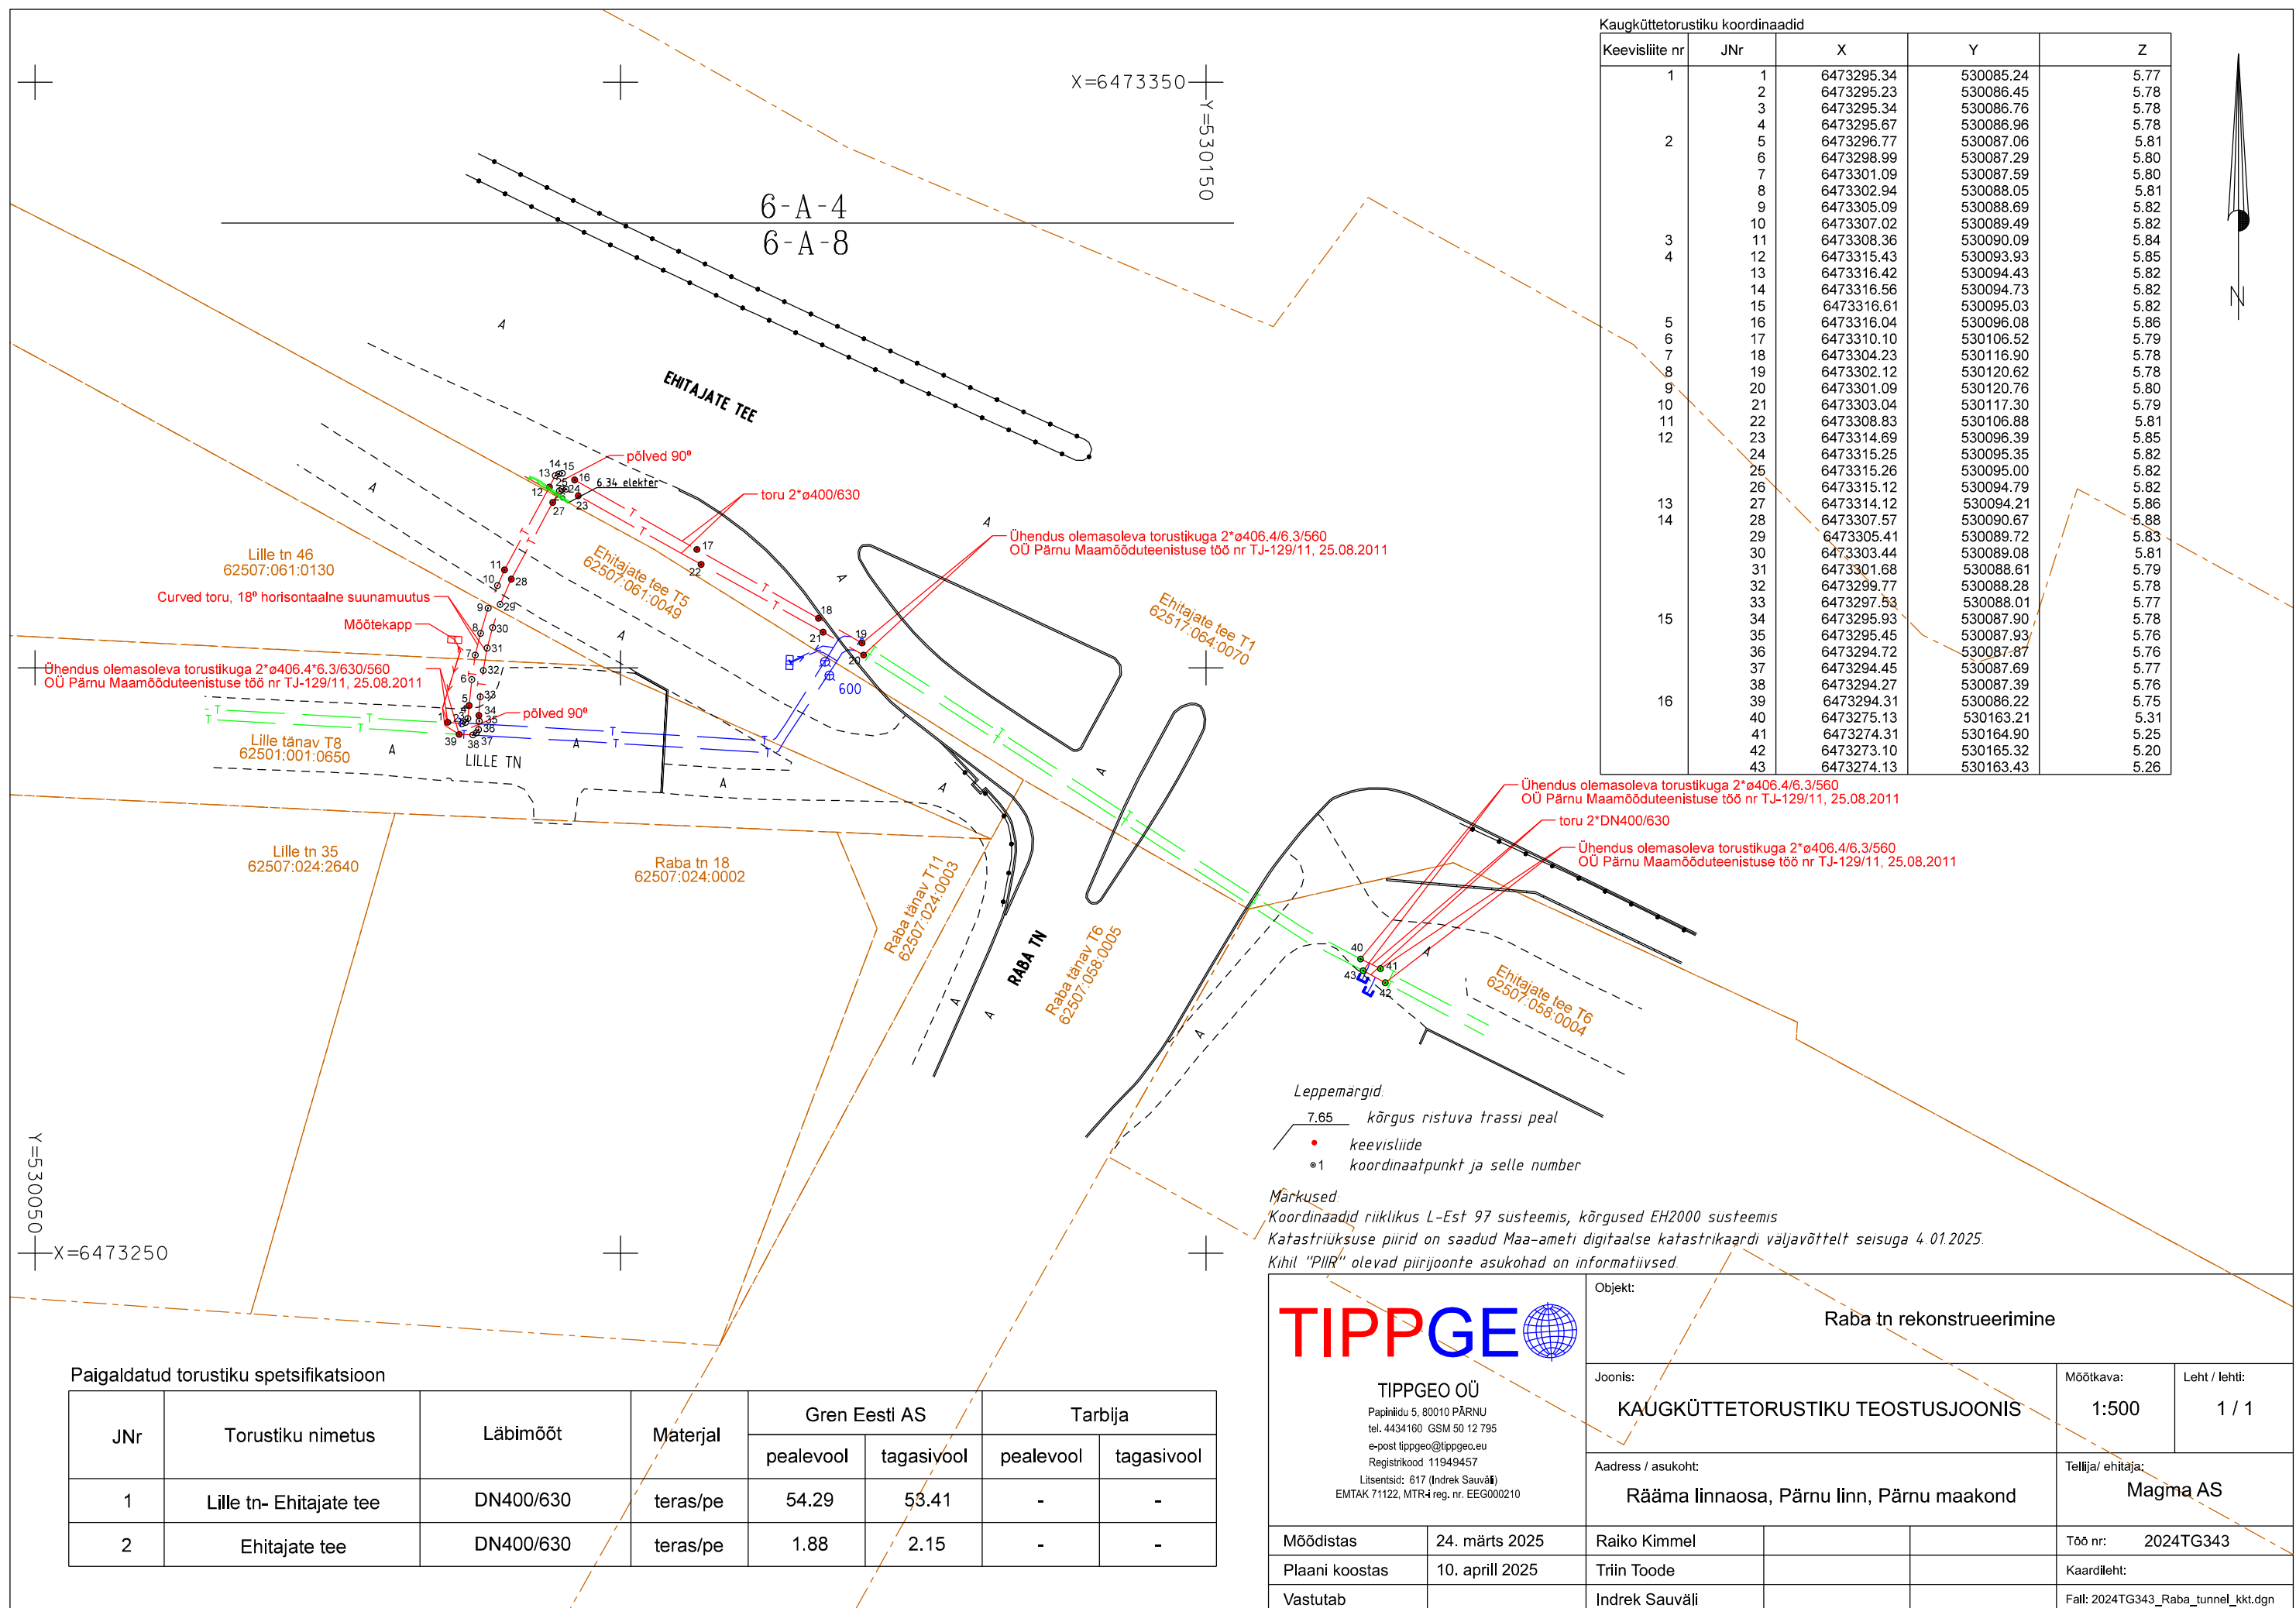 Kaugküttetorustiku koordinaadid
Keevisliite nr JNr X Y Z
1 1 6473295.34 530085.24 5.77
2 6473295.23 530086.45 5.78
3 6473295.34 530086.76 5.78
4 6473295.67 530086.96 5.78
2 5 6473296.77 530087.06 5.81
6 6473298.99 530087.29 5.80
7 6473301.09 530087.59 5.80
8 6473302.94 530088.05 5.81
9 6473305.09 530088.69 5.82
10 6473307.02 530089.49 5.82
3 11 6473308.36 530090.09 5.84
4 12 6473315.43 530093.93 5.85
13 6473316.42 530094.43 5.82
14 6473316.56 530094.73 5.82
15 6473316.61 530095.03 5.82
5 16 6473316.04 530096.08 5.86
6 17 6473310.10 530106.52 5.79
7 18 6473304.23 530116.90 5.78
8 19 6473302.12 530120.62 5.78
9 20 6473301.09 530120.76 5.80
10 21 6473303.04 530117.30 5.79
11 22 6473308.83 530106.88 5.81
12 23 6473314.69 530096.39 5.85
24 6473315.25 530095.35 5.82
25 6473315.26 530095.00 5.82
26 6473315.12 530094.79 5.82
13 27 6473314.12 530094.21 5.86
14 28 6473307.57 530090.67 5.88
29 6473305.41 530089.72 5.83
30 6473303.44 530089.08 5.81
31 6473301.68 530088.61 5.79
32 6473299.77 530088.28 5.78
33 6473297.53 530088.01 5.77
15 34 6473295.93 530087.90 5.78
35 6473295.45 530087.93 5.76
36 6473294.72 530087.87 5.76
37 6473294.45 530087.69 5.77
38 6473294.27 530087.39 5.76
16 39 6473294.31 530086.22 5.75
40 6473275.13 530163.21 5.31
41 6473274.31 530164.90 5.25
42 6473273.10 530165.32 5.20
43 6473274.13 530163.43 5.26
N
X=6473350
Y=530150
6-A-4
6-A-8
EHITAJATE TEE
põlved 90°
6.34 elekter
toru 2*ø400/630
Ühendus olemasoleva torustikuga 2*ø406.4/6.3/560
OÜ Pärnu Maamõõduteenistuse töö nr TJ-129/11, 25.08.2011
Lille tn 46
62507:061:0130
Ehitajate tee T5
62507:061:0049
Curved toru, 18° horisontaalne suunamuutus
Mõõtekapp
Ehitajate tee T1
62517:064:0070
Ühendus olemasoleva torustikuga 2*ø406.4*6.3/630/560
OÜ Pärnu Maamõõduteenistuse töö nr TJ-129/11, 25.08.2011
600
põlved 90°
Lille tänav T8
62501:001:0650
LILLE TN
Ühendus olemasoleva torustikuga 2*ø406.4/6.3/560
OÜ Pärnu Maamõõduteenistuse töö nr TJ-129/11, 25.08.2011
toru 2*DN400/630
Ühendus olemasoleva torustikuga 2*ø406.4/6.3/560
OÜ Pärnu Maamõõduteenistuse töö nr TJ-129/11, 25.08.2011
Lille tn 35
62507:024:2640
Raba tn 18
62507:024:0002
Raba tänav T11
62507:024:0003
RABA TN
Raba tänav T6
62507:058:0005
Ehitajate tee T6
62507:058:0004
Y=530050
X=6473250
Leppemärgid:
7.65 kõrgus ristuva trassi peal
keevisliide
1 koordinaatpunkt ja selle number
Märkused:
Koordinaadid riiklikus L-Est 97 süsteemis, kõrgused EH2000 süsteemis
Katastriüksuse piirid on saadud Maa-ameti digitaalse katastrikaardi väljavõttelt seisuga 4.01.2025.
Kihil "PIIR" olevad piirijoonte asukohad on informatiivsed.
Paigaldatud torustiku spetsifikatsioon
JNr Torustiku nimetus Läbimõõt Materjal Gren Eesti AS Tarbija
pealevool tagasivool pealevool tagasivool
1 Lille tn- Ehitajate tee DN400/630 teras/pe 54.29 53.41 - -
2 Ehitajate tee DN400/630 teras/pe 1.88 2.15 - -
TIPPGEO
TIPPGEO OÜ
Papiniidu 5, 80010 PÄRNU
tel. 4434160 GSM 50 12 795
e-post tippgeo@tippgeo.eu
Registrikood 11949457
Litsentsid: 617 (Indrek Sauväli)
EMTAK 71122, MTR-i reg. nr. EEG000210
Objekt:
Raba tn rekonstrueerimine
Joonis:
KAUGKÜTTETORUSTIKU TEOSTUSJOONIS
Mõõtkava:
1:500
Leht / lehti:
1 / 1
Aadress / asukoht:
Rääma linnaosa, Pärnu linn, Pärnu maakond
Tellija/ ehitaja:
Magma AS
Mõõdistas 24. märts 2025 Raiko Kimmel
Töö nr: 2024TG343
Plaani koostas 10. aprill 2025 Triin Toode
Kaardileht:
Vastutab Indrek Sauväli
Fail: 2024TG343_Raba_tunnel_kkt.dgn